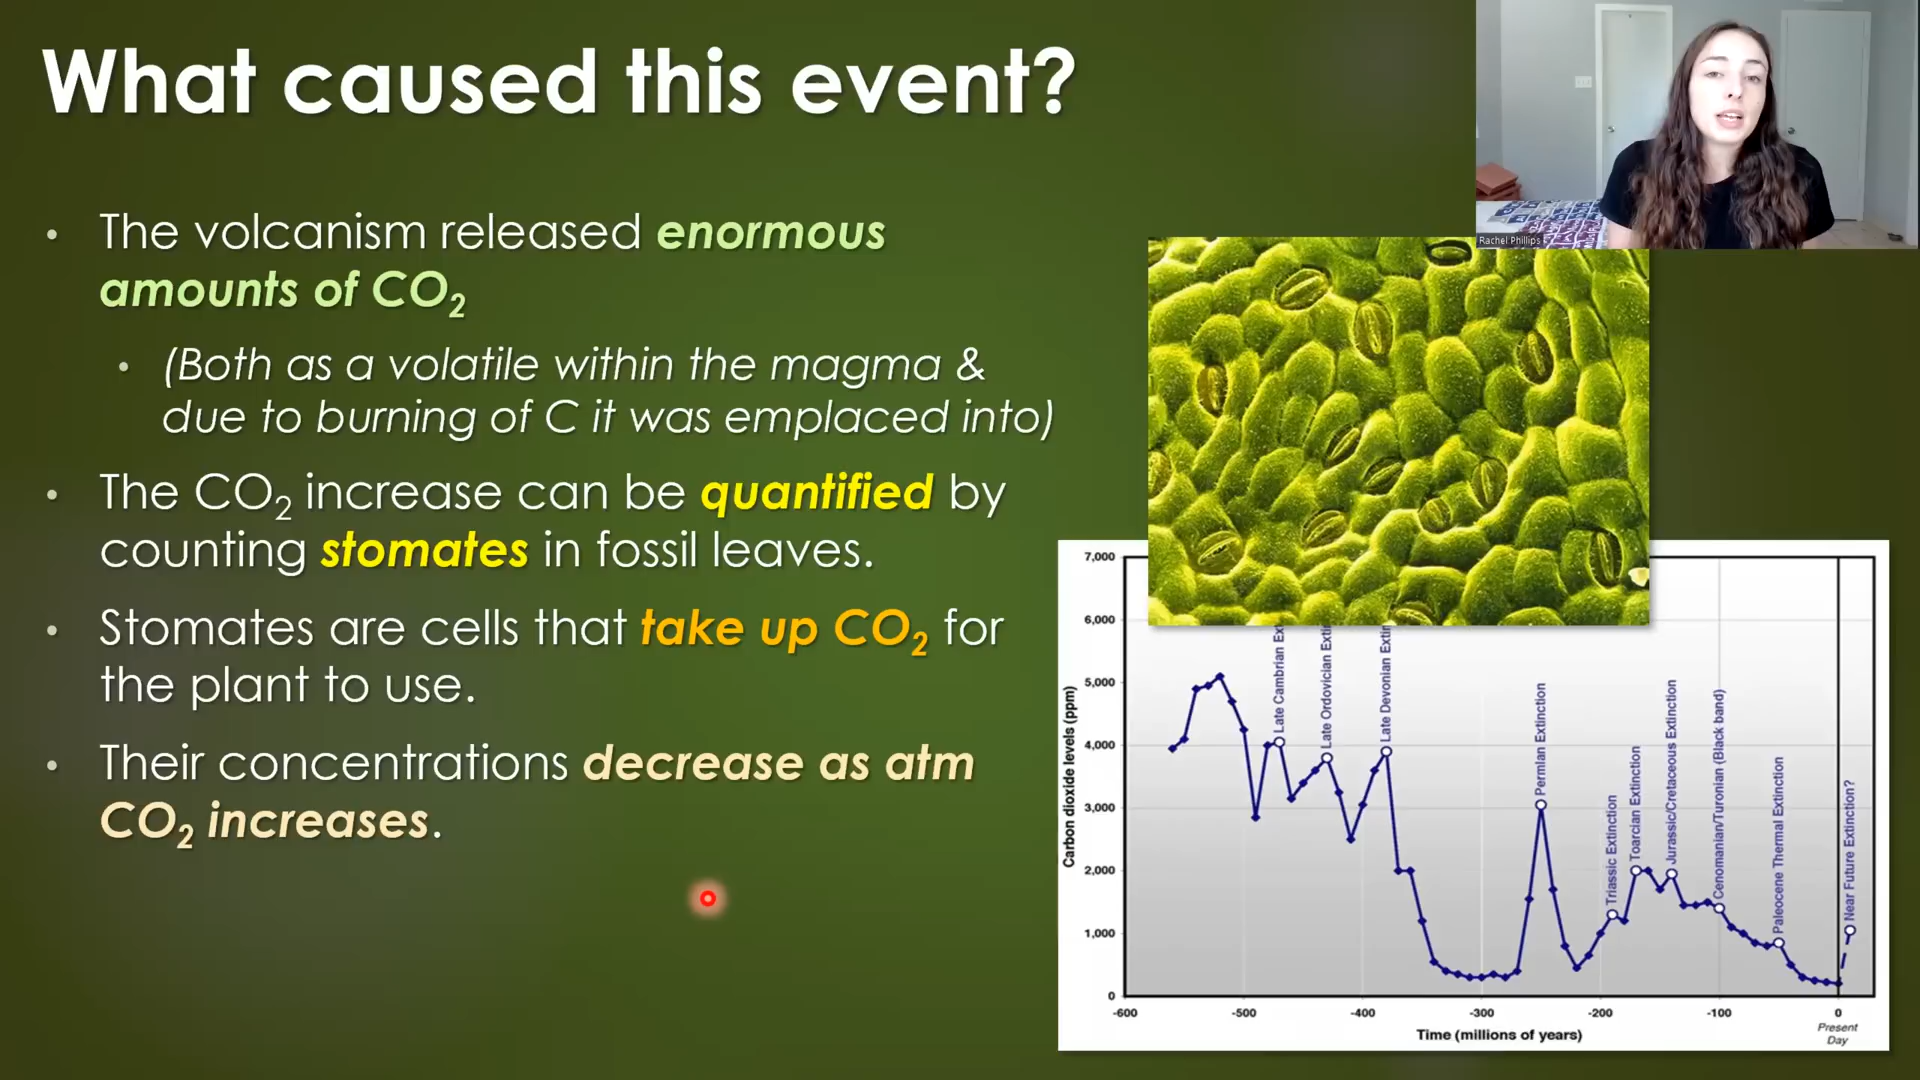 What caused this event?
The volcanism released enormous
amounts of CO₂
(Both as a volatile within the magma &
due to burning of C it was emplaced into)
The CO₂ increase can be quantified by
counting stomates in fossil leaves.
Stomates are cells that take up CO₂ for
the plant to use.
Their concentrations decrease as atm
CO₂ increases.
Rachel Phillips
Carbon dioxide levels (ppm)
7,000
6,000
5,000
4,000
3,000
2,000
1,000
0
Late Cambrian Ex
Late Ordovician Extin
Late Devonian Extin
Permian Extinction
Triassic Extinction
Toarcian Extinction
Jurassic/Cretaceous Extinction
Cenomanian/Turonian (Black band)
Paleocene Thermal Extinction
Near Future Extinction?
-600
-500
-400
-300
-200
-100
0
Present
Day
Time (millions of years)